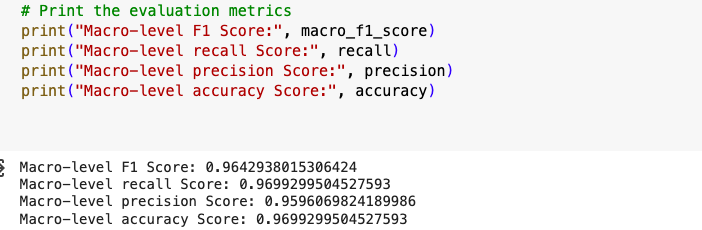 # Print the evaluation metrics
print("Macro-level F1 Score:", macro_f1_score)
print("Macro-level recall Score:", recall)
print("Macro-level precision Score:", precision)
print("Macro-level accuracy Score:", accuracy)
Macro-level F1 Score: 0.9642938015306424
Macro-level recall Score: 0.9699299504527593
Macro-level precision Score: 0.9596069824189986
Macro-level accuracy Score: 0.9699299504527593